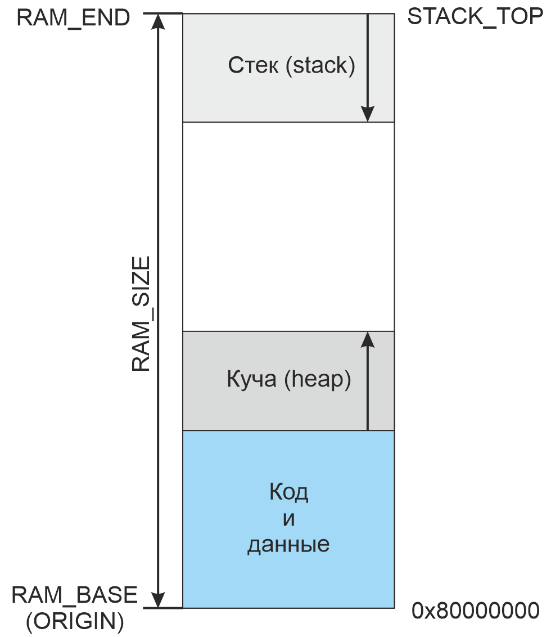 RAM_END
STACK_TOP
Стек (stack)
RAM_SIZE
Куча (heap)
Код
и
данные
RAM_BASE
(ORIGIN)
0x80000000